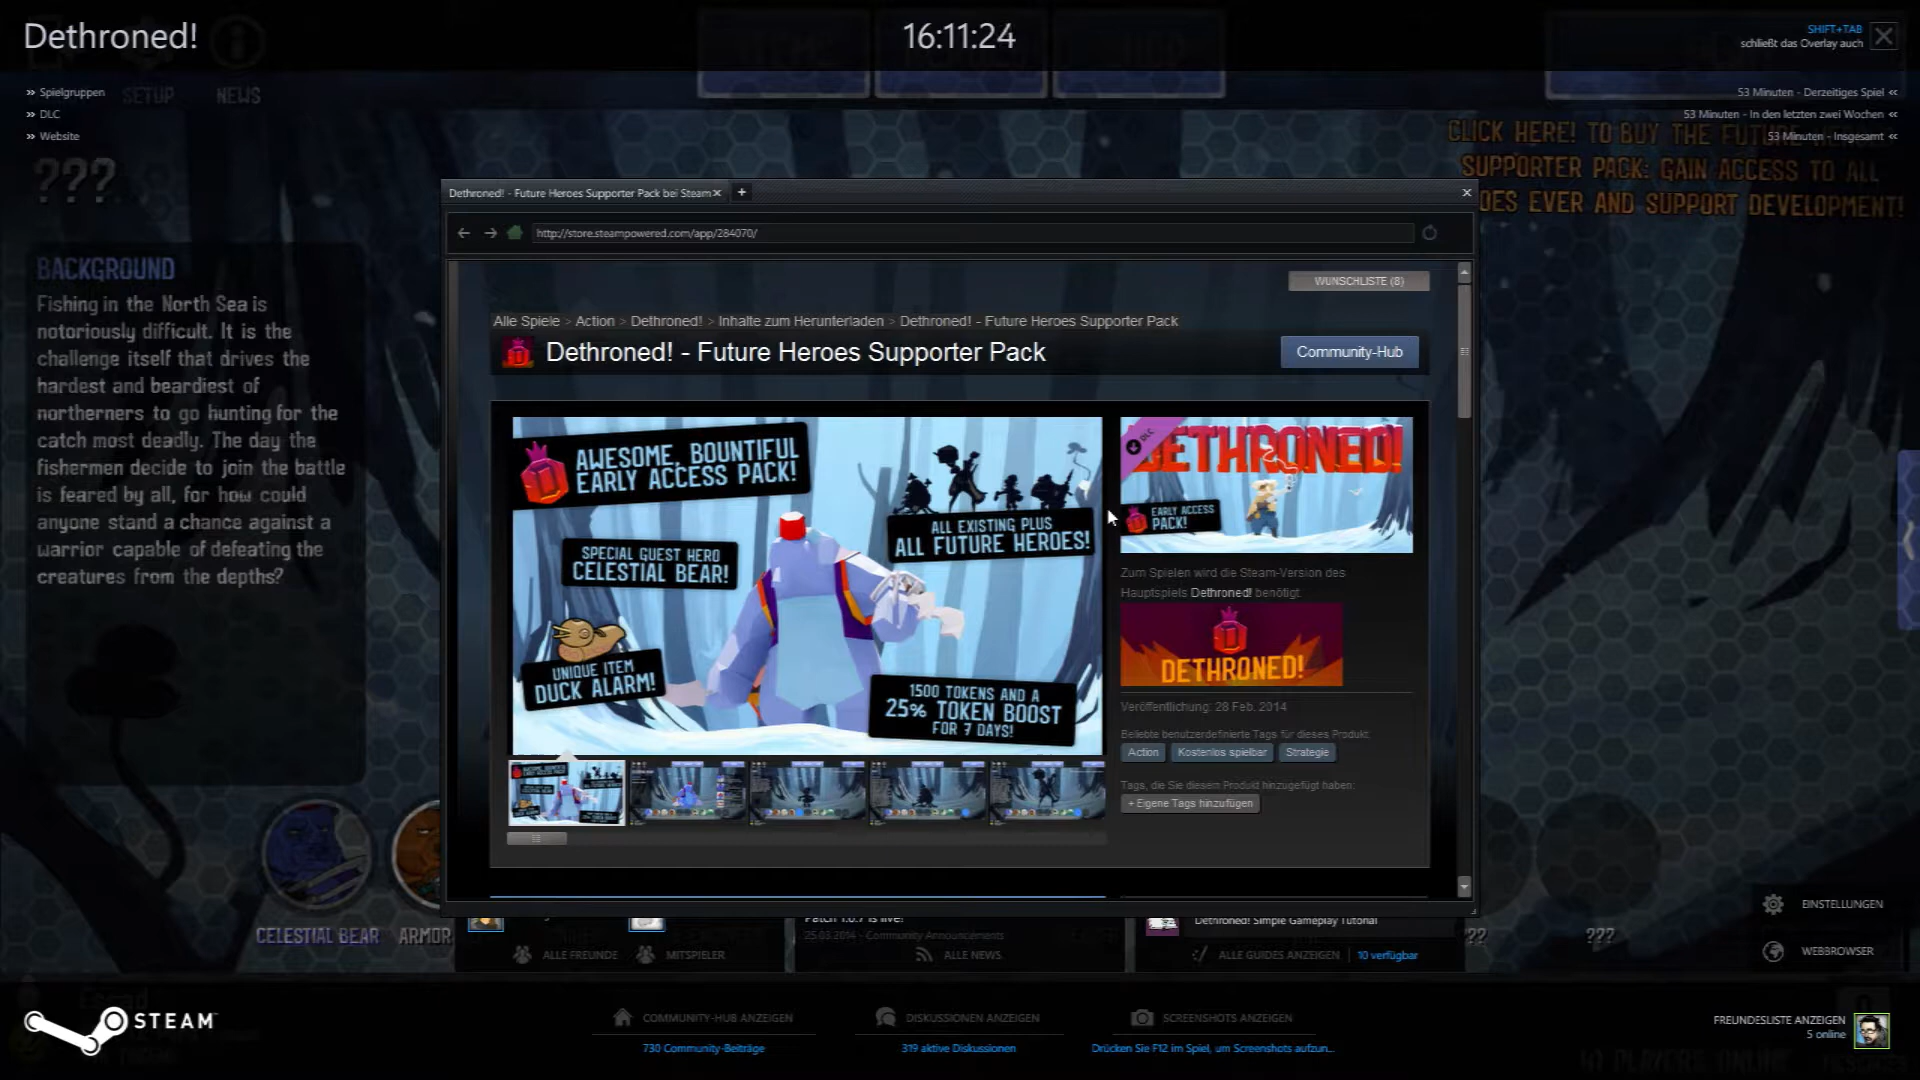 Dethroned!
16:11:24
SHIFT+TAB
schließt das Overlay auch
» Spielgruppen
» DLC
» Website
SETUP
NEWS
53 Minuten - Derzeitiges Spiel «
53 Minuten - In den letzten zwei Wochen «
53 Minuten - Insgesamt «
CLICK HERE! TO BUY THE FUTURE
SUPPORTER PACK: GAIN ACCESS TO ALL
OES EVER AND SUPPORT DEVELOPMENT!
???
BACKGROUND
Fishing in the North Sea is
notoriously difficult. It is the
challenge itself that drives the
hardest and beardiest of
northerners to go hunting for the
catch most deadly. The day the
fishermen decide to join the battle
is feared by all, for how could
anyone stand a chance against a
warrior capable of defeating the
creatures from the depths?
Dethroned! - Future Heroes Supporter Pack bei Steam
http://store.steampowered.com/app/284070/
WUNSCHLISTE (8)
Alle Spiele > Action > Dethroned! > Inhalte zum Herunterladen > Dethroned! - Future Heroes Supporter Pack
Dethroned! - Future Heroes Supporter Pack
Community-Hub
AWESOME, BOUNTIFUL
EARLY ACCESS PACK!
SPECIAL GUEST HERO
CELESTIAL BEAR!
ALL EXISTING PLUS
ALL FUTURE HEROES!
UNIQUE ITEM
DUCK ALARM!
1500 TOKENS AND A
25% TOKEN BOOST
FOR 7 DAYS!
DLC
DETHRONED!
EARLY ACCESS
PACK!
Zum Spielen wird die Steam-Version des
Hauptspiels Dethroned! benötigt.
DETHRONED!
Veröffentlichung: 28 Feb. 2014
Beliebte benutzerdefinierte Tags für dieses Produkt:
Action
Kostenlos spielbar
Strategie
Tags, die Sie diesem Produkt hinzugefügt haben:
+ Eigene Tags hinzufügen
CELESTIAL BEAR
ARMOR
Patch 1.0.7 is live!
25.03.2014 - Community Announcements
Dethroned! Simple Gameplay Tutorial
ALLE FREUNDE
MITSPIELER
ALLE NEWS
ALLE GUIDES ANZEIGEN
10 verfügbar
???
???
EINSTELLUNGEN
WEBBROWSER
STEAM
COMMUNITY-HUB ANZEIGEN
730 Community-Beiträge
DISKUSSIONEN ANZEIGEN
319 aktive Diskussionen
SCREENSHOTS ANZEIGEN
Drücken Sie F12 im Spiel, um Screenshots aufzun...
FREUNDESLISTE ANZEIGEN
5 online
PLAYERS ONLINE